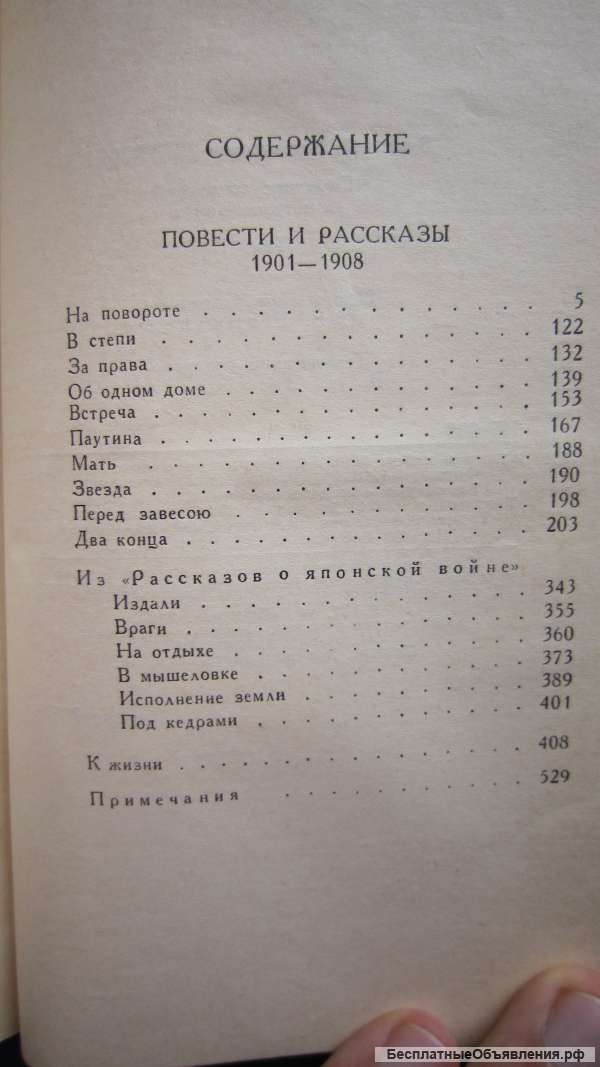 СОДЕРЖАНИЕ
ПОВЕСТИ И РАССКАЗЫ
1901—1908
На повороте . . . . . . . . . . . . . 5
В степи . . . . . . . . . . . . . . 122
За права . . . . . . . . . . . . . . 132
Об одном доме . . . . . . . . . . . . 139
Встреча . . . . . . . . . . . . . . 153
Паутина . . . . . . . . . . . . . . 167
Мать . . . . . . . . . . . . . . 188
Звезда . . . . . . . . . . . . . . 190
Перед завесою . . . . . . . . . . . . 198
Два конца . . . . . . . . . . . . . 203
Из «Рассказов о японской войне»
Издали . . . . . . . . . . . . . 343
Враги . . . . . . . . . . . . . 355
На отдыхе . . . . . . . . . . . . 360
В мышеловке . . . . . . . . . . . 373
Исполнение земли . . . . . . . . . 389
Под кедрами . . . . . . . . . . . 401
К жизни . . . . . . . . . . . . . . 408
Примечания . . . . . . . . . . . . 529
БесплатныеОбъявления.рф